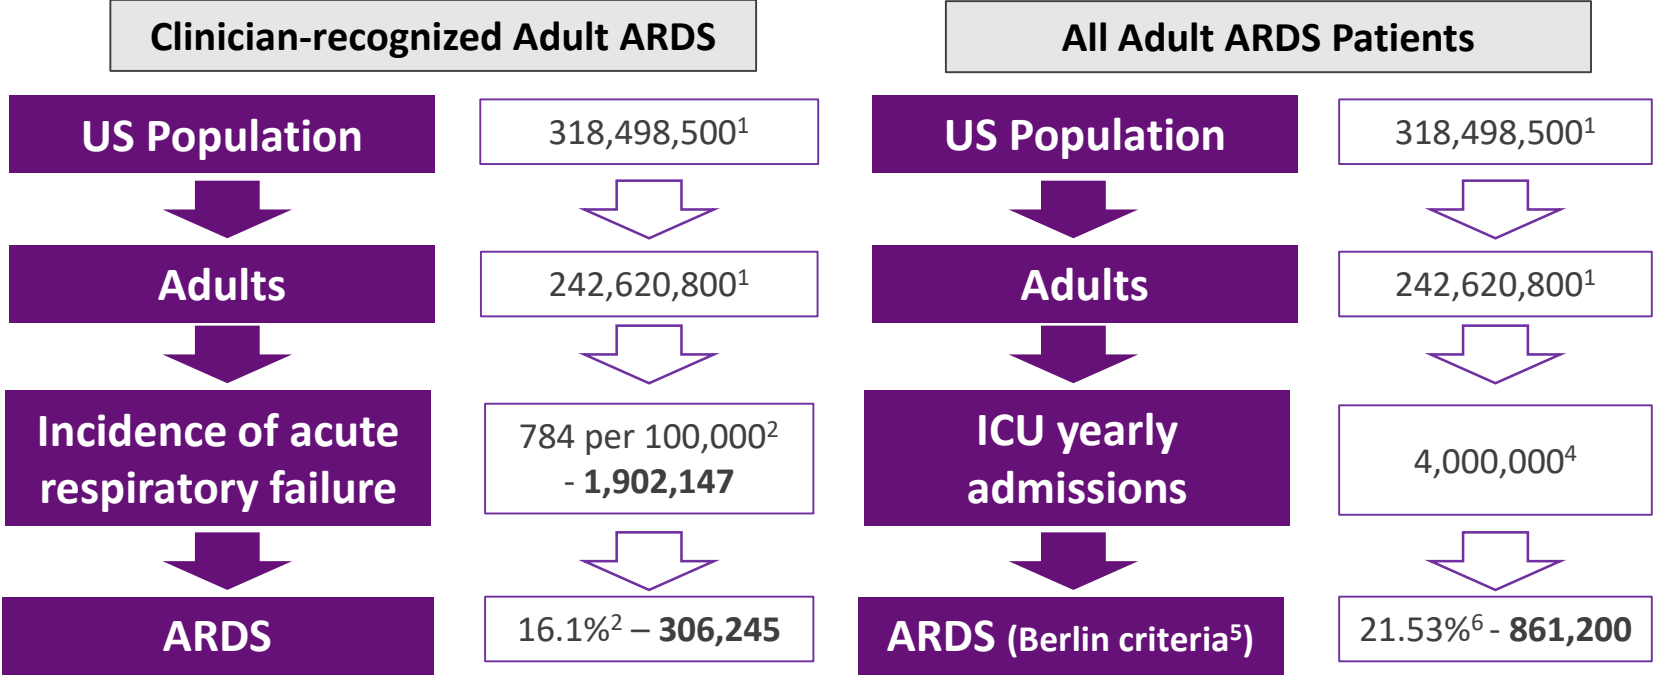 Clinician-recognized Adult ARDS
US Population
318,498,500¹
Adults
242,620,800¹
Incidence of acute
respiratory failure
784 per 100,000²
- 1,902,147
ARDS
16.1%² – 306,245
All Adult ARDS Patients
US Population
318,498,500¹
Adults
242,620,800¹
ICU yearly
admissions
4,000,000⁴
ARDS (Berlin criteria⁵)
21.53%⁶ - 861,200